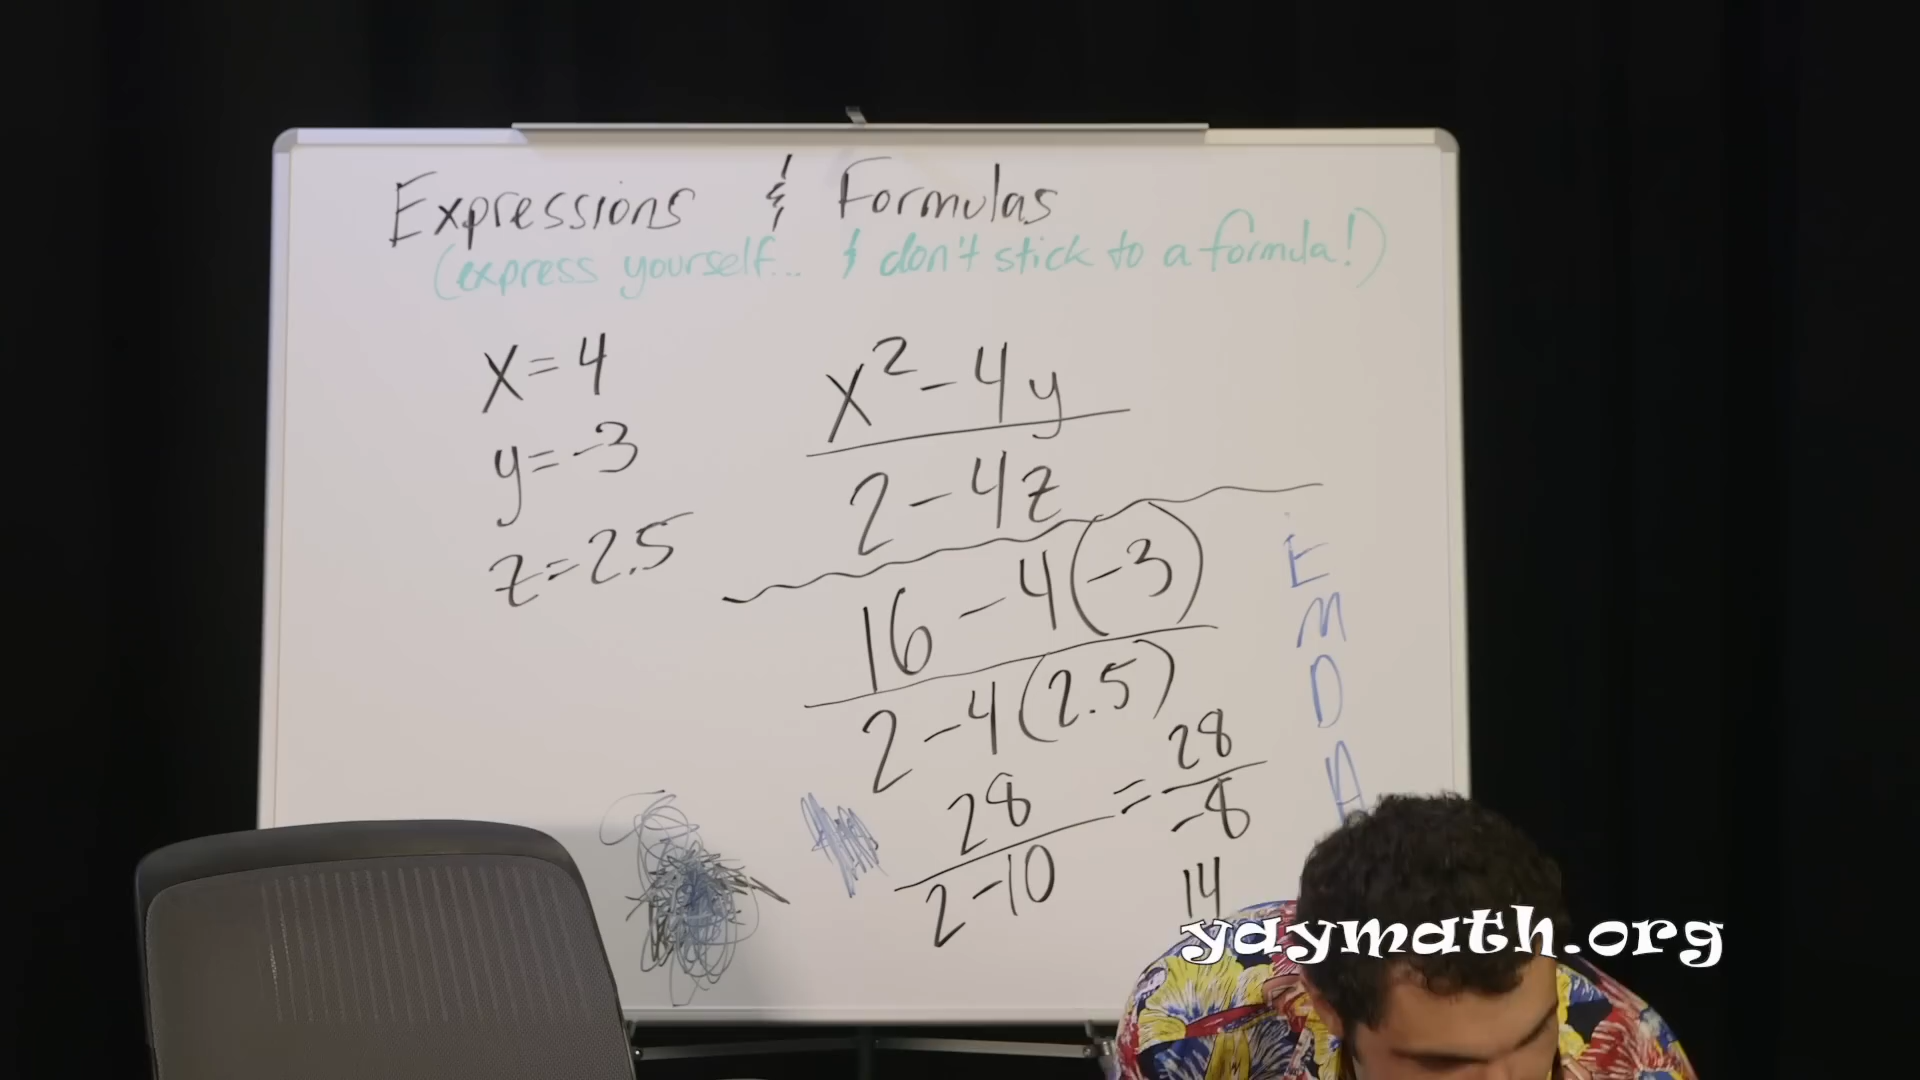 Expressions & Formulas
(express yourself... & don't stick to a formula!)
x = 4
y = -3
z = 2.5
x² - 4y
2 - 4z
16 - 4(-3)
2 - 4(2.5)
28
2 - 10
=
28
-8
14
E
M
D
A
yaymath.org